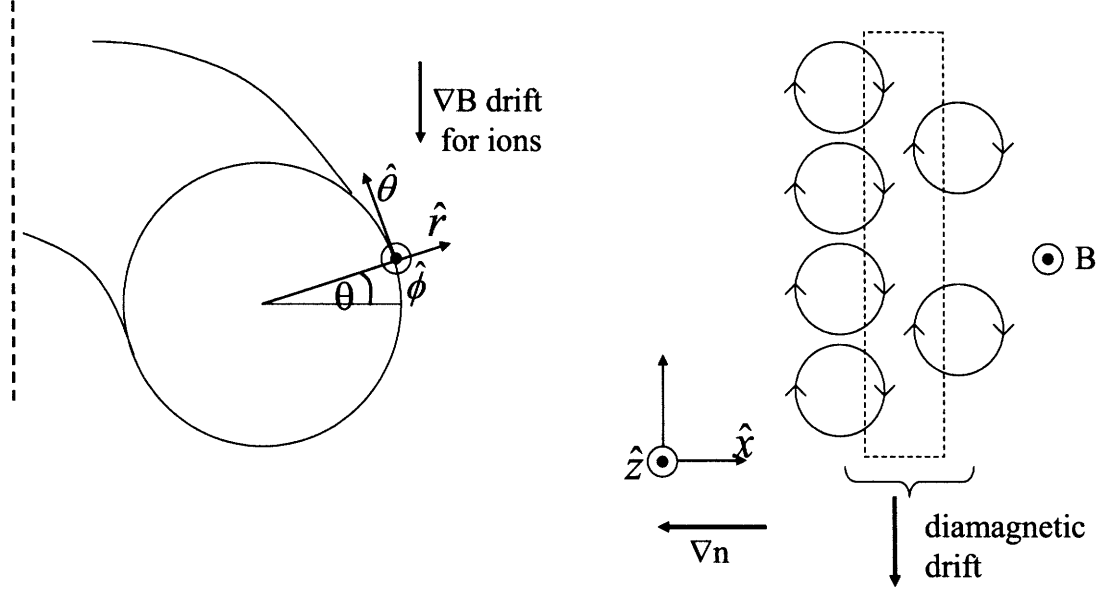 ∇B drift
for ions
θ̂
r̂
θ
ϕ̂
B
ẑ
x̂
∇n
diamagnetic
drift